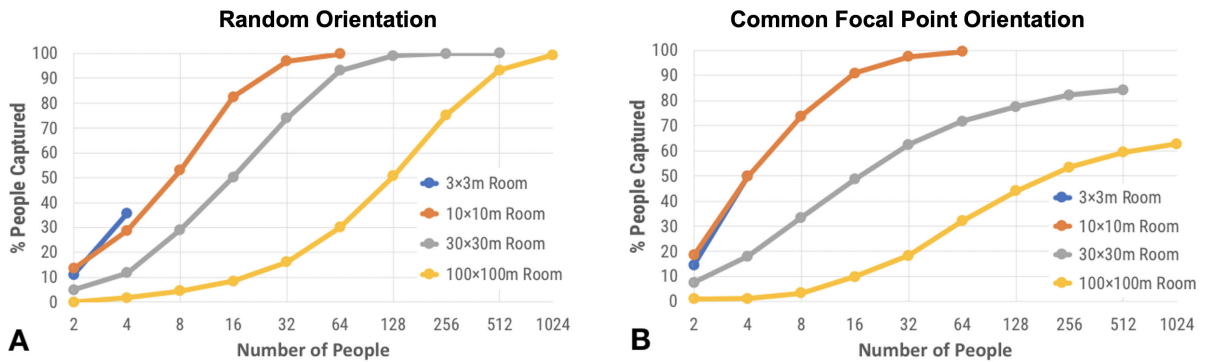 Random Orientation
% People Captured
100
90
80
70
60
50
40
30
20
10
0
3×3m Room
10×10m Room
30×30m Room
100×100m Room
2 4 8 16 32 64 128 256 512 1024
Number of People
A
Common Focal Point Orientation
% People Captured
100
90
80
70
60
50
40
30
20
10
0
3×3m Room
10×10m Room
30×30m Room
100×100m Room
2 4 8 16 32 64 128 256 512 1024
Number of People
B